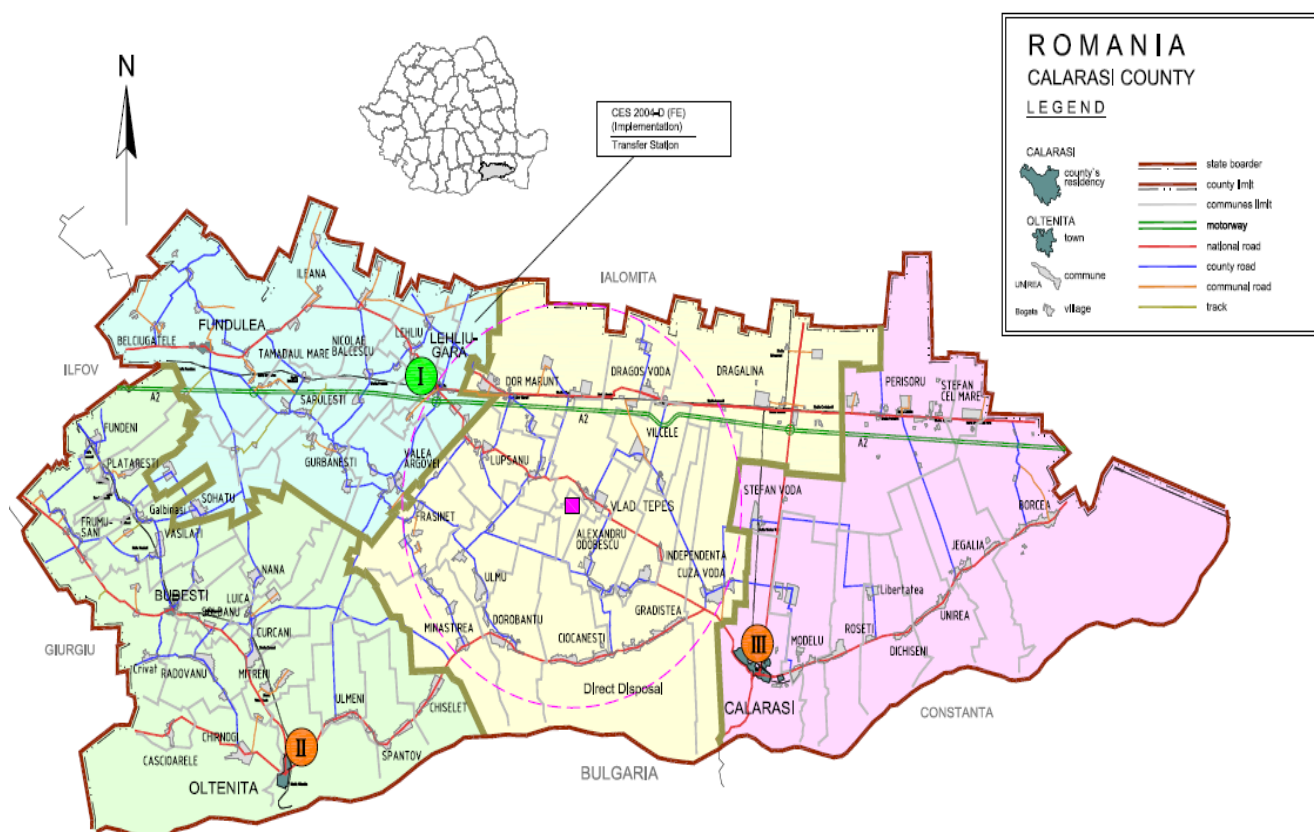 ROMANIA
CALARASI COUNTY
LEGEND
CALARASI
county`s
residency
OLTENITA
town
UNIREA
commune
Bogata
village
state boarder
county limit
communes limit
motorway
national road
county road
communal road
track
N
CES 2004-D (FE)
(Implementation)
Transfer Station
IALOMITA
ILFOV
GIURGIU
BULGARIA
CONSTANTA
ILEANA
FUNDULEA
BELCIUGATELE
TAMADAUL MARE
NICOLAE
BALCESCU
LEHLIU
LEHLIU-
GARA
I
SARULESTI
GURBANESTI
VALEA
ARGOVEI
A2
FUNDENI
PLATARESTI
Galbinasi
SOHATU
FRUMU-
SANI
VASILATI
NANA
BUBESTI
LUICA
SOLDANU
CURCANI
Crivat
RADOVANU
MITRENI
ULMENI
CHISELET
CHIRNOGI
II
SPANTOV
CASCIOARELE
OLTENITA
DOR MARUNT
DRAGOS VODA
DRAGALINA
A2
VILCELE
LUPSANU
FRASINET
VLAD TEPES
ALEXANDRU
ODOBESCU
INDEPENDENTA
CUZA VODA
ULMU
GRADISTEA
MINASTIREA
DOROBANTU
CIOCANESTI
Direct Disposal
PERISORU
STEFAN
CEL MARE
A2
STEFAN VODA
BORCEA
JEGALIA
Libertatea
UNIREA
III
MODELU
ROSETI
DICHISENI
CALARASI